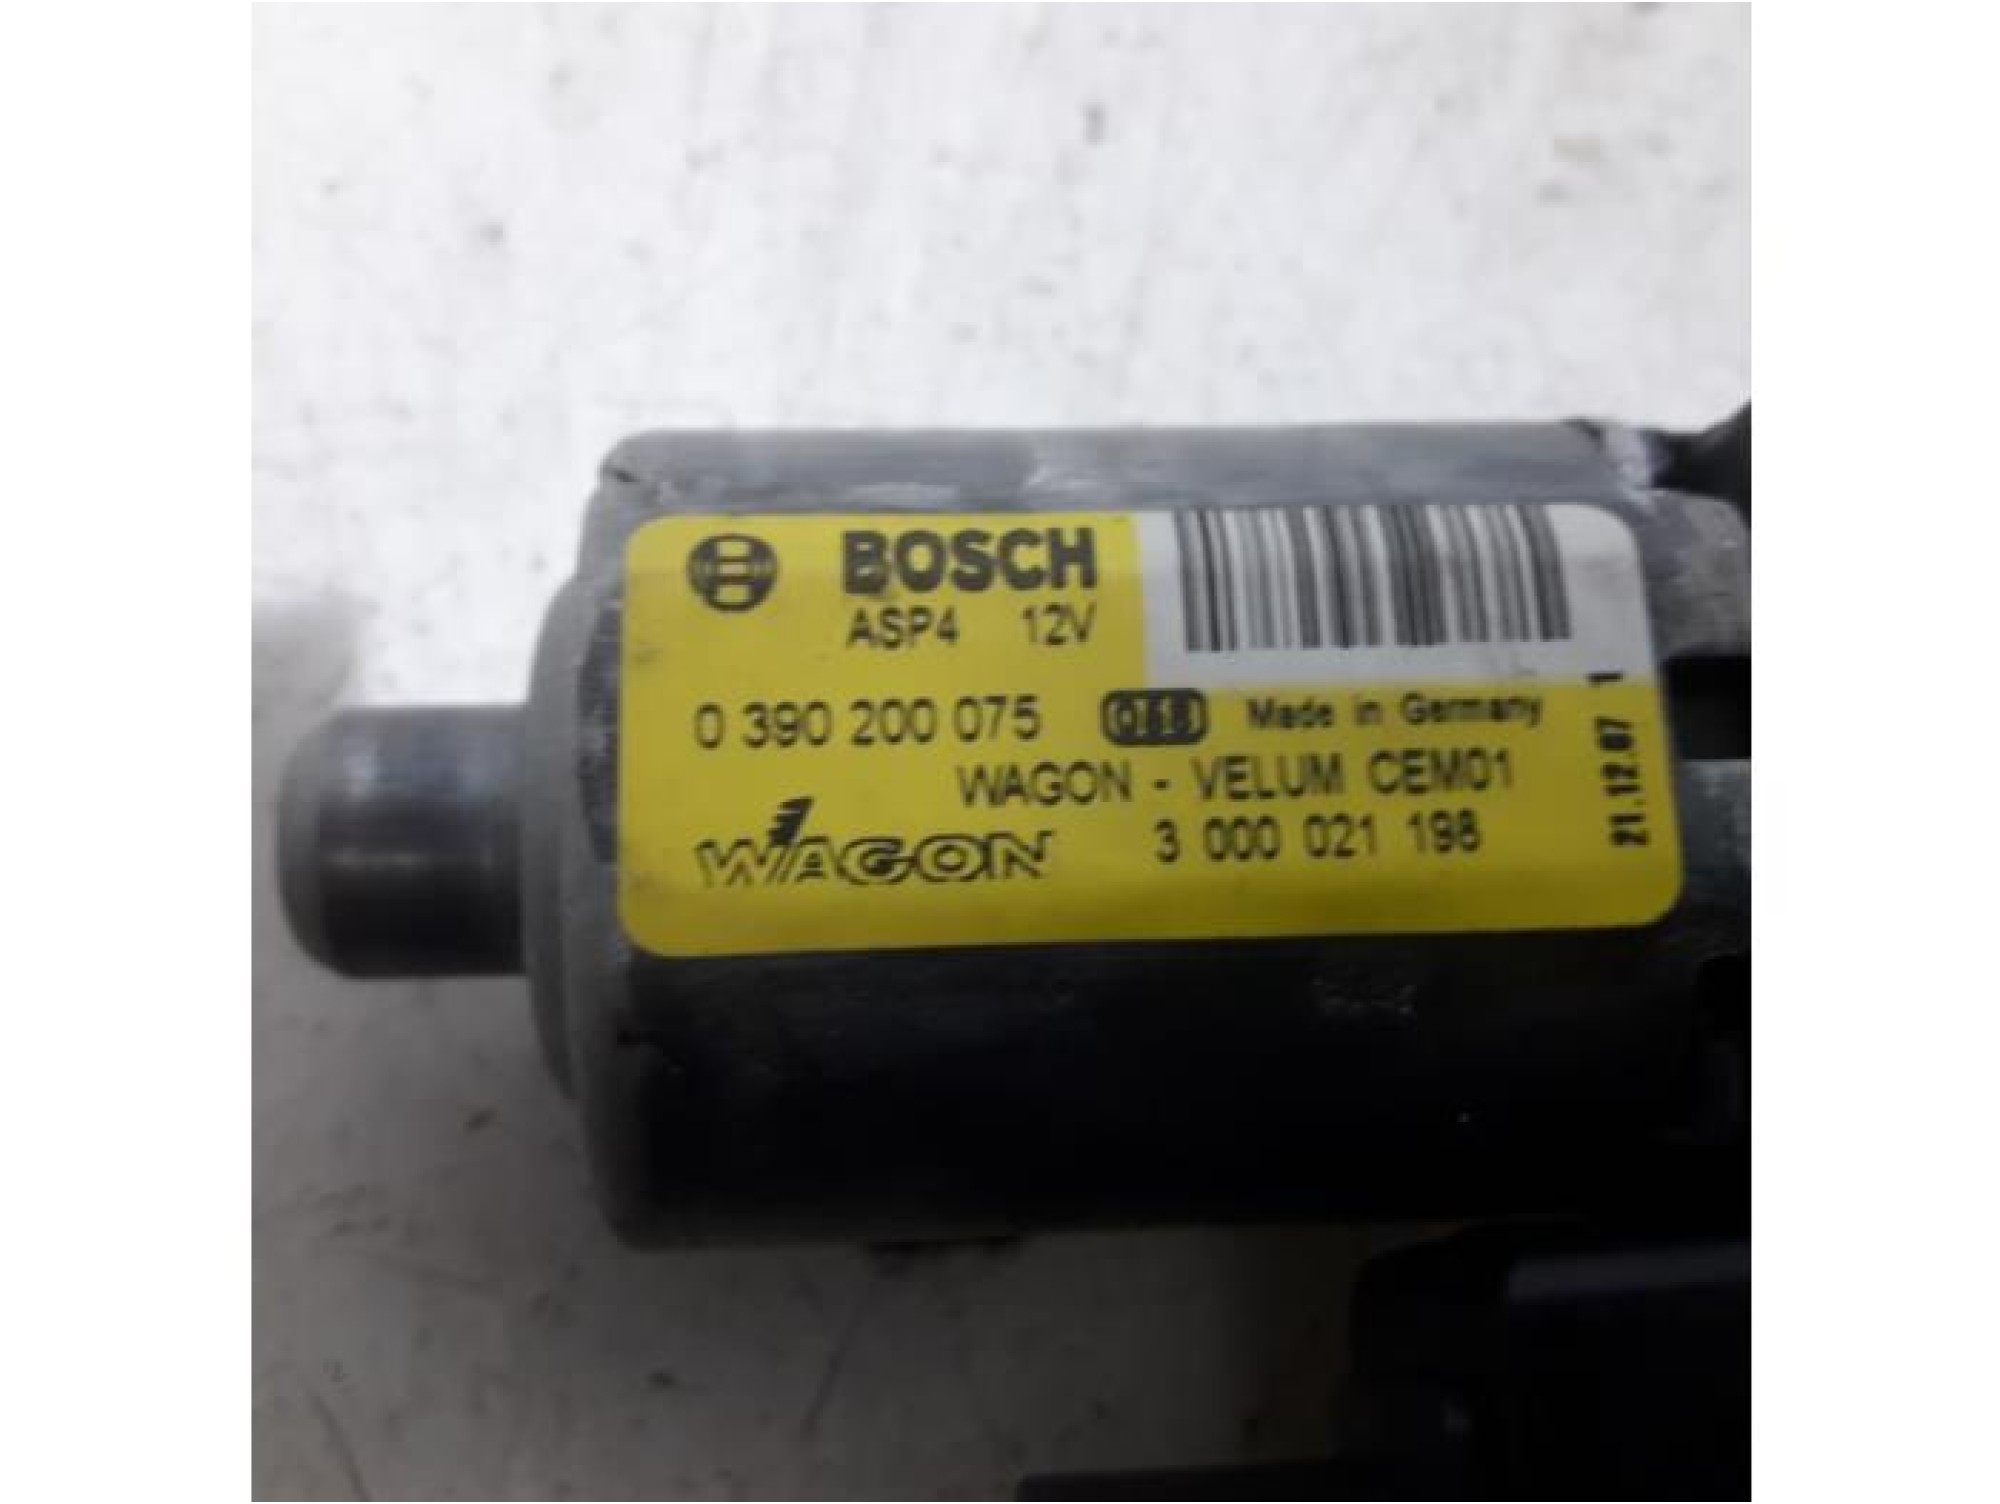 BOSCH
ASP4 12V
0 390 200 075 Made in Germany
WAGON - VELUM CEM01
WAGON 3 000 021 198
21.12.07 1